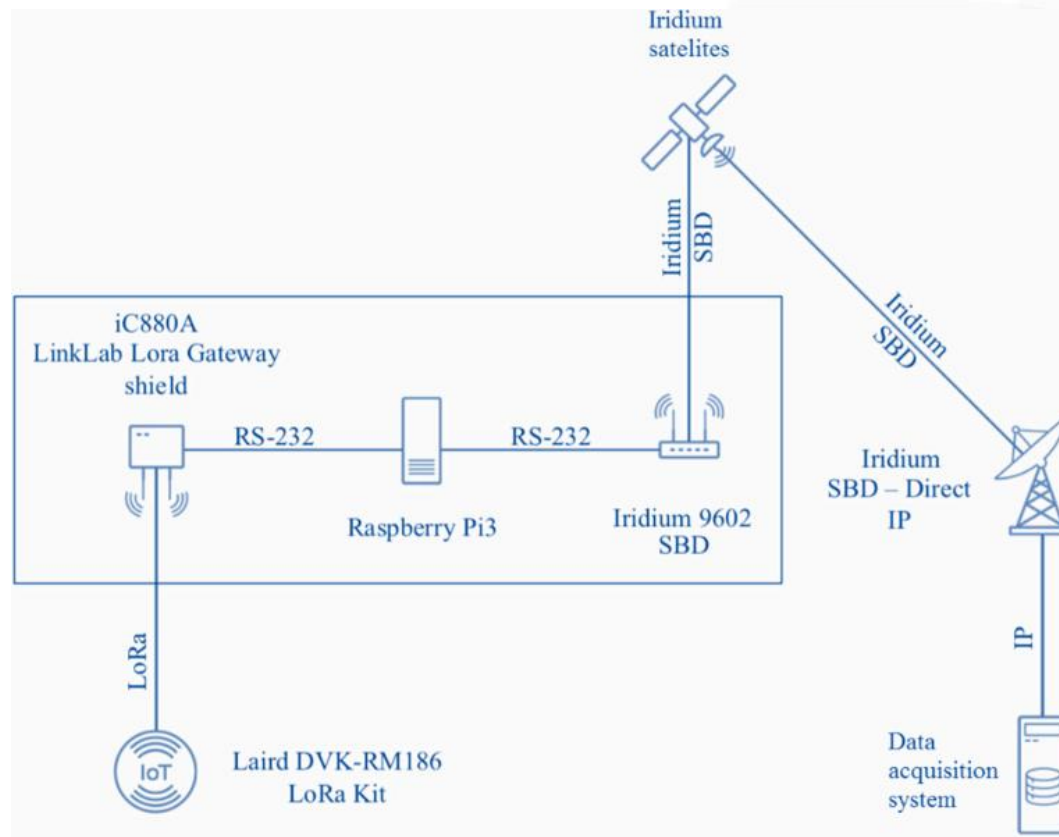 Iridium
satelites
Iridium
SBD
Iridium
SBD
iC880A
LinkLab Lora Gateway
shield
RS-232
RS-232
Raspberry Pi3
Iridium 9602
SBD
Iridium
SBD – Direct
IP
LoRa
IP
IoT
Laird DVK-RM186
LoRa Kit
Data
acquisition
system